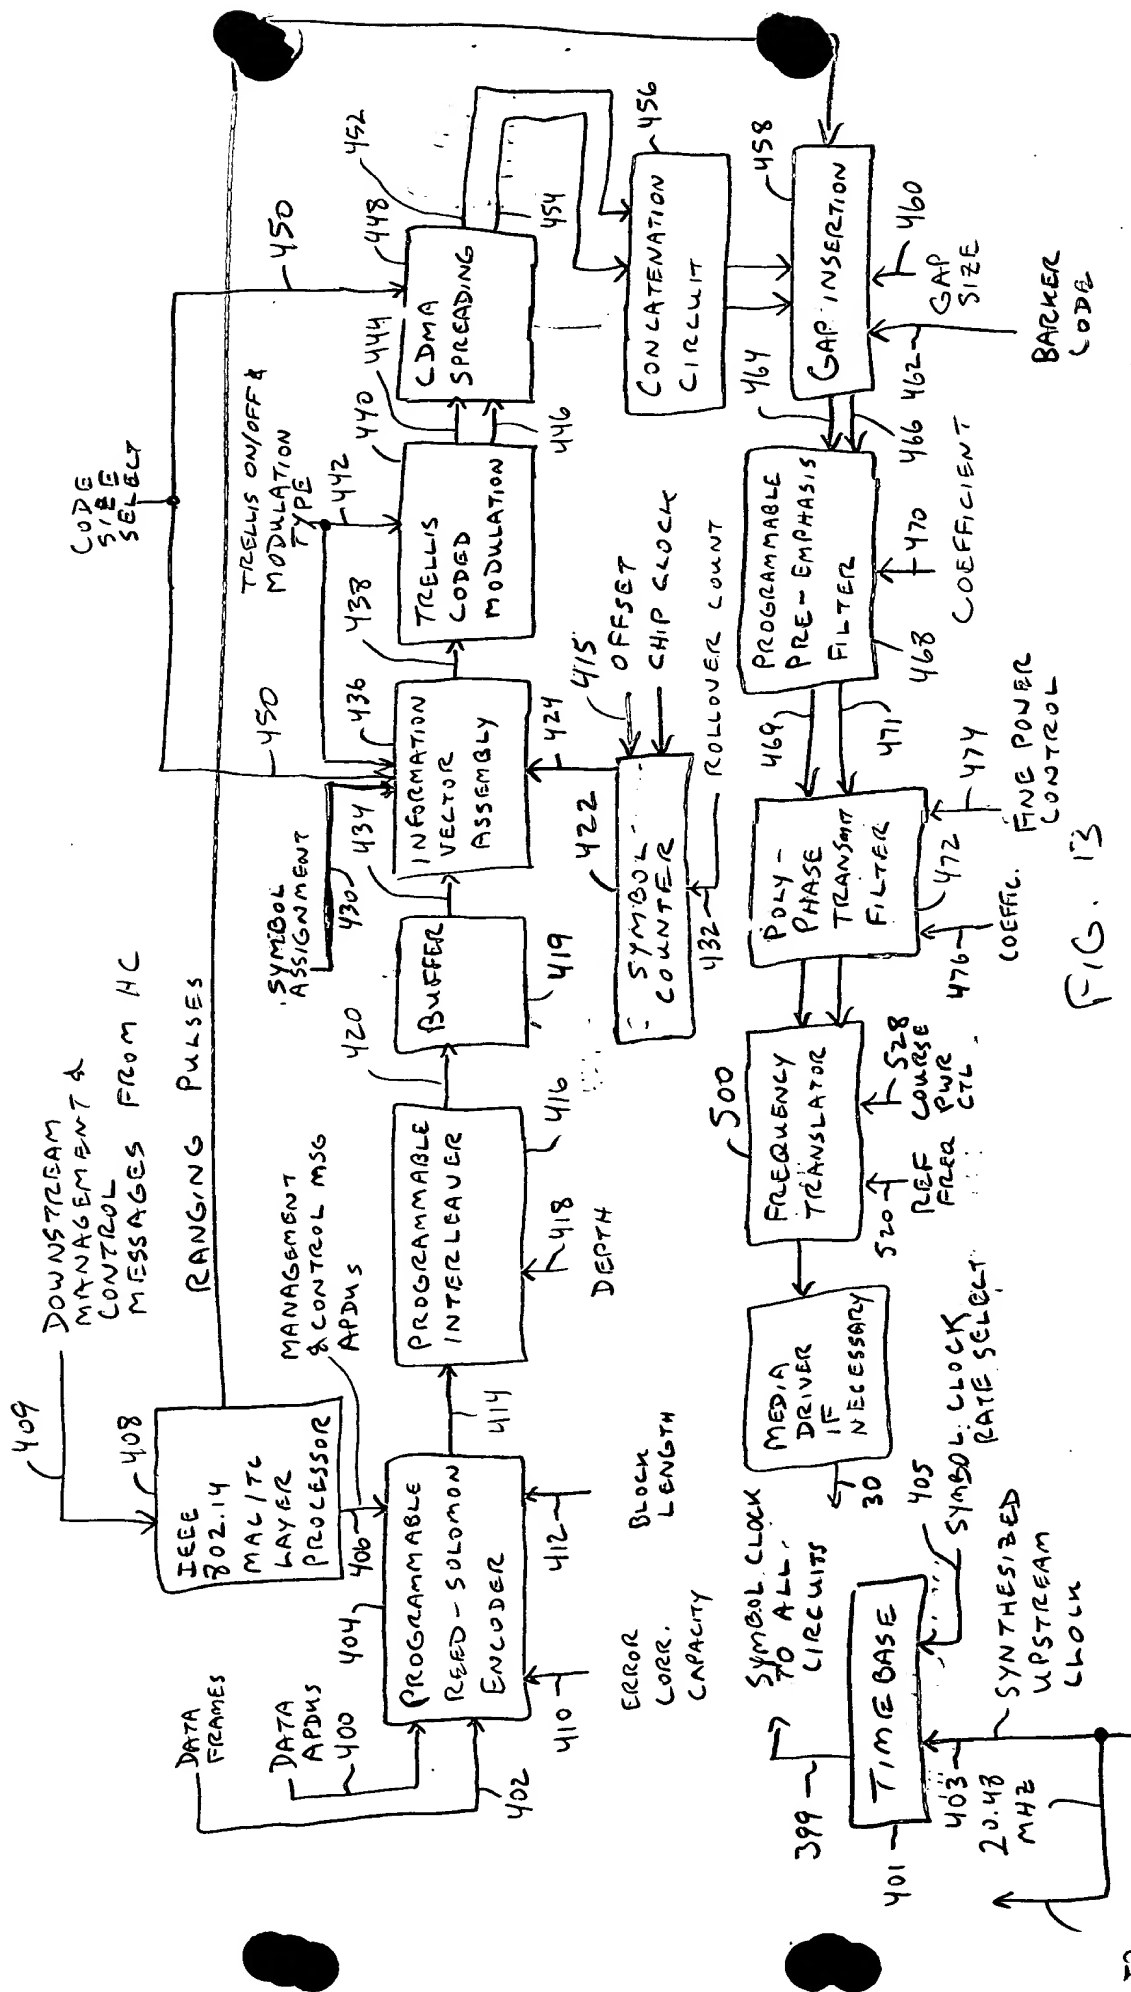 409
DOWNSTREAM
MANAGEMENT &
CONTROL
MESSAGES FROM HC
408
IEEE
802.14
MAC/TC
LAYER
PROCESSOR
RANGING PULSES
DATA
FRAMES
DATA
APDUS
400
402
404
406
MANAGEMENT
& CONTROL MSG
APDUS
PROGRAMMABLE
REED-SOLOMON
ENCODER
410
ERROR
CORR.
CAPACITY
412
BLOCK
LENGTH
414
PROGRAMMABLE
INTERLEAVER
416
418
DEPTH
420
BUFFER
419
434
SYMBOL
ASSIGNMENT
430
450
436
INFORMATION
VECTOR
ASSEMBLY
424
422
SYMBOL
COUNTER
415
OFFSET
CHIP CLOCK
ROLLOVER COUNT
432
438
CODE
SIZE
SELECT
TRELLIS ON/OFF &
MODULATION
TYPE
442
440
TRELLIS
CODED
MODULATION
444
446
450
448
CDMA
SPREADING
452
454
456
CONCATENATION
CIRCUIT
458
GAP INSERTION
460
GAP
SIZE
462
BARKER
CODE
464
466
PROGRAMMABLE
PRE-EMPHASIS
FILTER
468
470
COEFFICIENT
469
471
POLY-
PHASE
TRANSMIT
FILTER
472
474
FINE POWER
CONTROL
476
COEFFIC.
500
FREQUENCY
TRANSLATOR
528
COURSE
PWR
CTL
520
REF
FREQ
MEDIA
DRIVER
IF
NECESSARY
30
SYMBOL CLOCK
TO ALL
CIRCUITS
399
TIME BASE
401
403
20.48
MHZ
405
SYMBOL CLOCK
RATE SELECT
SYNTHESIZED
UPSTREAM
CLOCK
FIG. 13